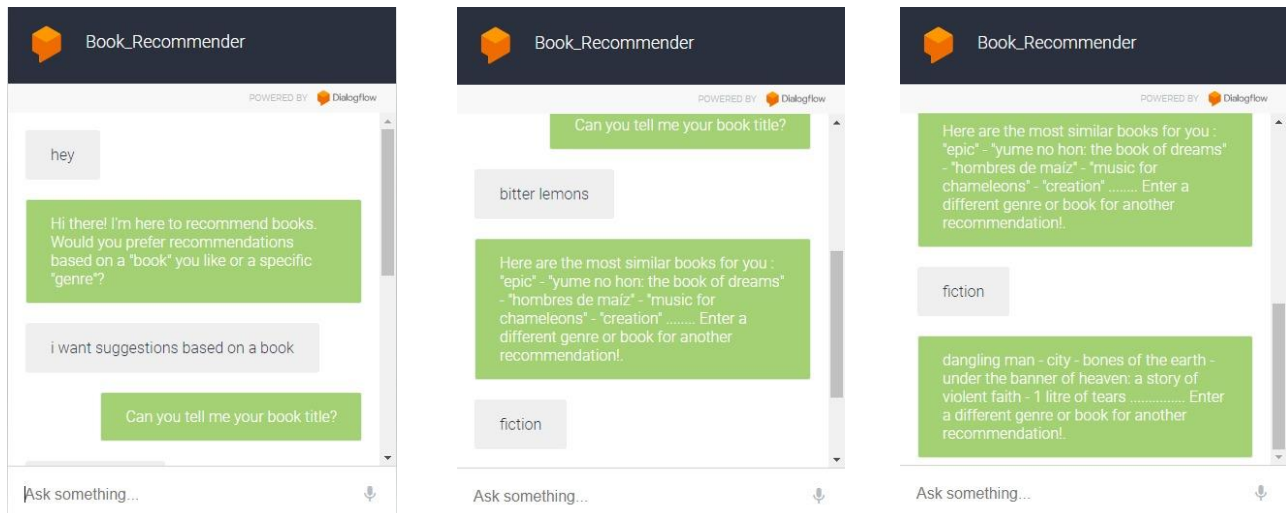 Book_Recommender
POWERED BY Dialogflow
hey
Hi there! I'm here to recommend books.
Would you prefer recommendations
based on a "book" you like or a specific
"genre"?
i want suggestions based on a book
Can you tell me your book title?
Ask something...
Book_Recommender
POWERED BY Dialogflow
Can you tell me your book title?
bitter lemons
Here are the most similar books for you :
"epic" - "yume no hon: the book of dreams"
- "hombres de maíz" - "music for
chameleons" - "creation" ........ Enter a
different genre or book for another
recommendation!.
fiction
Ask something...
Book_Recommender
POWERED BY Dialogflow
Here are the most similar books for you :
"epic" - "yume no hon: the book of dreams"
- "hombres de maíz" - "music for
chameleons" - "creation" ........ Enter a
different genre or book for another
recommendation!.
fiction
dangling man - city - bones of the earth -
under the banner of heaven: a story of
violent faith - 1 litre of tears ............... Enter
a different genre or book for another
recommendation!.
Ask something...